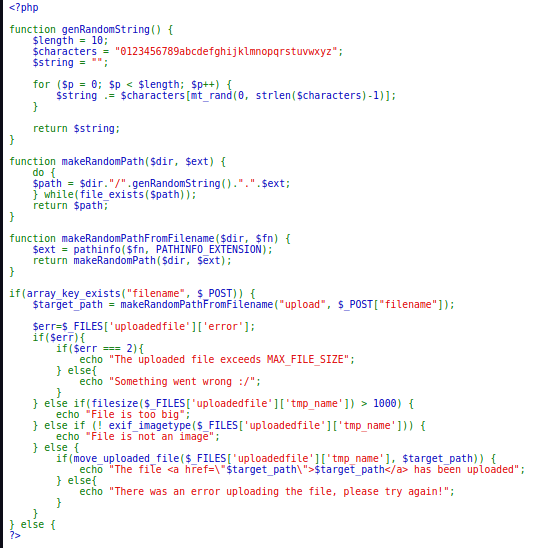 <?php
function genRandomString() {
$length = 10;
$characters = "0123456789abcdefghijklmnopqrstuvwxyz";
$string = "";
for ($p = 0; $p < $length; $p++) {
$string .= $characters[mt_rand(0, strlen($characters)-1)];
}
return $string;
}
function makeRandomPath($dir, $ext) {
do {
$path = $dir."/".genRandomString().".".$ext;
} while(file_exists($path));
return $path;
}
function makeRandomPathFromFilename($dir, $fn) {
$ext = pathinfo($fn, PATHINFO_EXTENSION);
return makeRandomPath($dir, $ext);
}
if(array_key_exists("filename", $_POST)) {
$target_path = makeRandomPathFromFilename("upload", $_POST["filename"]);
$err=$_FILES['uploadedfile']['error'];
if($err){
if($err === 2){
echo "The uploaded file exceeds MAX_FILE_SIZE";
} else{
echo "Something went wrong :/";
}
} else if(filesize($_FILES['uploadedfile']['tmp_name']) > 1000) {
echo "File is too big";
} else if (! exif_imagetype($_FILES['uploadedfile']['tmp_name'])) {
echo "File is not an image";
} else {
if(move_uploaded_file($_FILES['uploadedfile']['tmp_name'], $target_path)) {
echo "The file <a href=\"$target_path\">$target_path</a> has been uploaded";
} else{
echo "There was an error uploading the file, please try again!";
}
}
} else {
?>